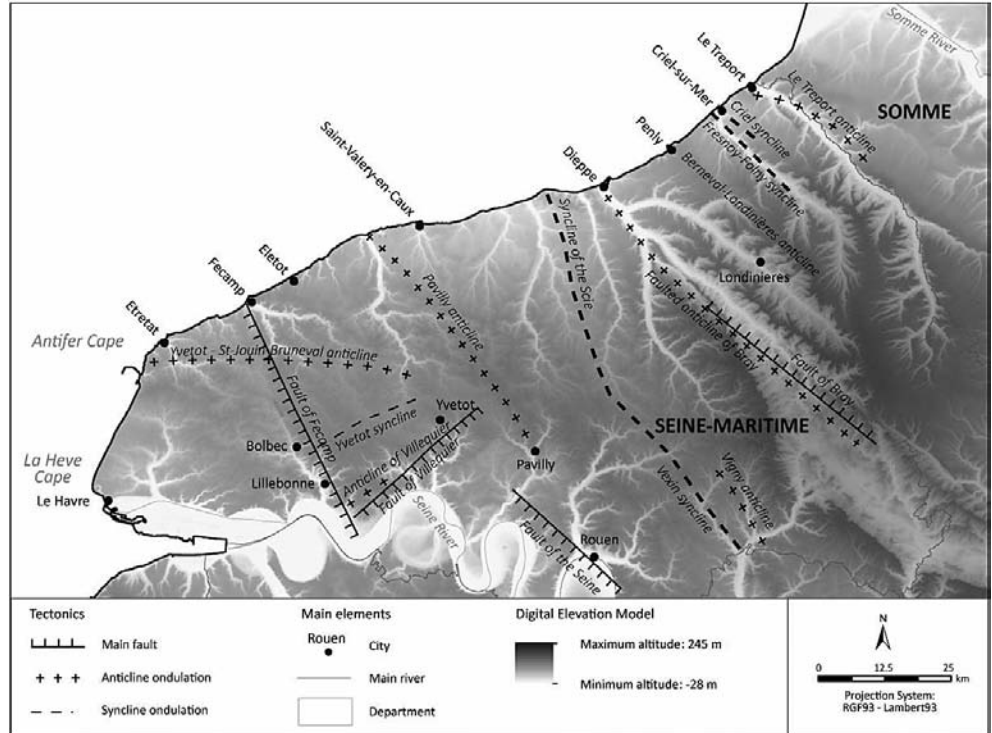 Somme River
Le Treport
Criel-sur-Mer
Le Treport anticline
SOMME
Criel syncline
Fresnoy-Folny syncline
Penly
Berneval-Londinières anticline
Saint-Valery-en-Caux
Dieppe
Londinieres
Syncline of the Scie
Eletot
Fecamp
Pavilly anticline
Faulted anticline of Bray
Fault of Bray
Etretat
Antifer Cape
Yvetot - St-Jouin Bruneval anticline
Fault of Fecamp
Yvetot syncline
Yvetot
SEINE-MARITIME
Bolbec
Pavilly
Anticline of Villequier
Fault of Villequier
La Heve
Cape
Lillebonne
Vexin syncline
Vigny anticline
Le Havre
Seine River
Rouen
Fault of the Seine
Tectonics
Main fault
Anticline ondulation
Syncline ondulation
Main elements
Rouen
City
Main river
Department
Digital Elevation Model
Maximum altitude: 245 m
Minimum altitude: -28 m
N
0 12.5 25
km
Projection System:
RGF93 - Lambert93